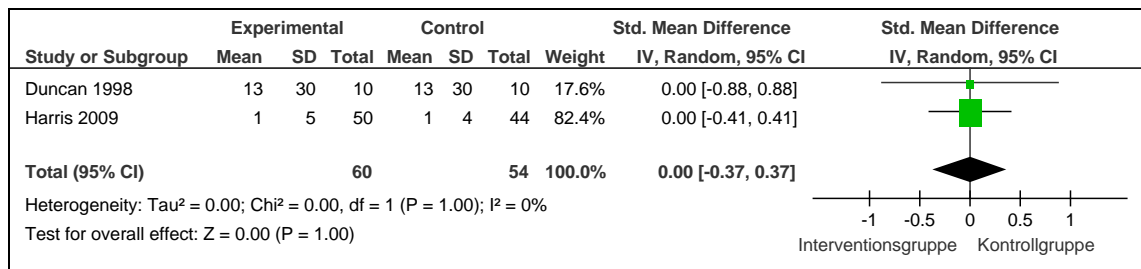 Experimental Control Std. Mean Difference Std. Mean Difference
Study or Subgroup Mean SD Total Mean SD Total Weight IV, Random, 95% CI IV, Random, 95% CI
Duncan 1998 13 30 10 13 30 10 17.6% 0.00 [-0.88, 0.88]
Harris 2009 1 5 50 1 4 44 82.4% 0.00 [-0.41, 0.41]
Total (95% CI) 60 54 100.0% 0.00 [-0.37, 0.37]
Heterogeneity: Tau² = 0.00; Chi² = 0.00, df = 1 (P = 1.00); I² = 0%
Test for overall effect: Z = 0.00 (P = 1.00)
-1 -0.5 0 0.5 1
Interventionsgruppe Kontrollgruppe